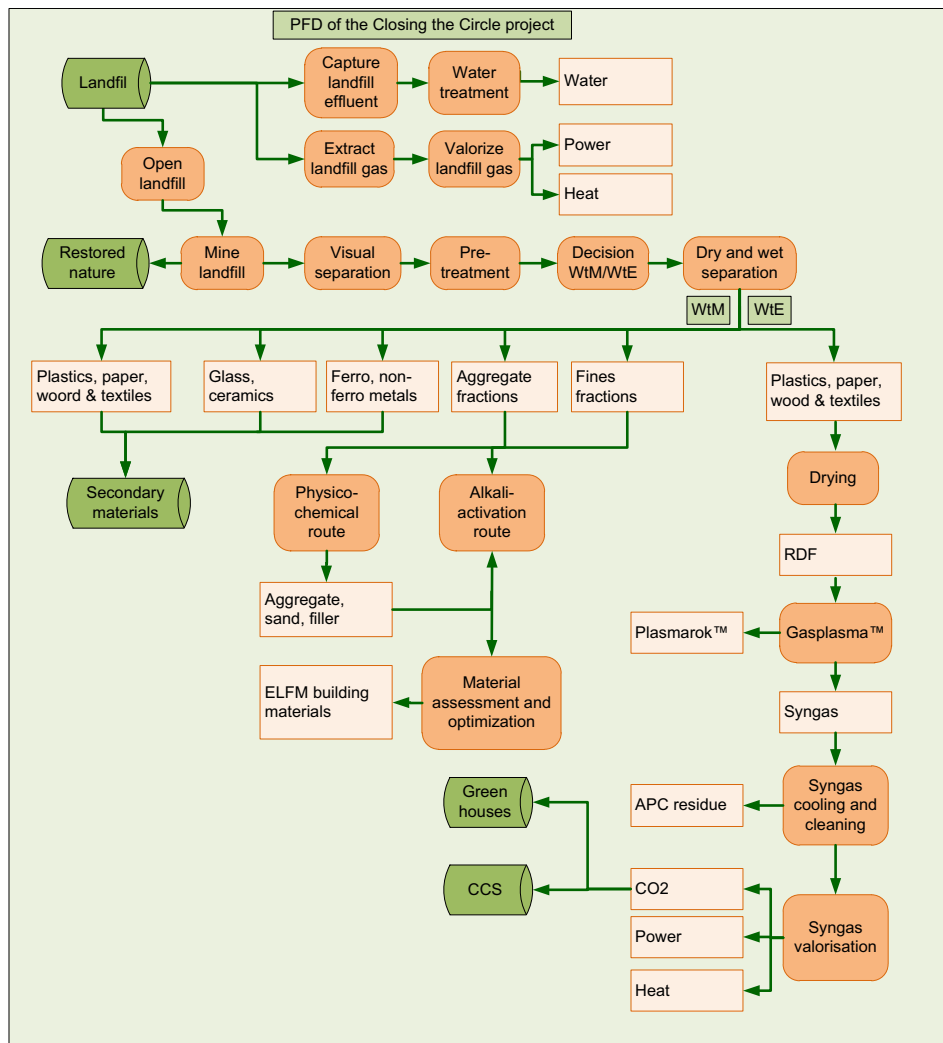 PFD of the Closing the Circle project
Landfil
Capture
landfill
effluent
Water
treatment
Water
Extract
landfill gas
Valorize
landfill gas
Power
Heat
Open
landfill
Restored
nature
Mine
landfill
Visual
separation
Pre-
treatment
Decision
WtM/WtE
Dry and wet
separation
WtM
WtE
Plastics, paper,
woord & textiles
Glass,
ceramics
Ferro, non-
ferro metals
Aggregate
fractions
Fines
fractions
Plastics, paper,
wood & textiles
Secondary
materials
Physico-
chemical
route
Alkali-
activation
route
Drying
RDF
Aggregate,
sand, filler
Plasmarok™
Gasplasma™
ELFM building
materials
Material
assessment and
optimization
Syngas
Green
houses
APC residue
Syngas
cooling and
cleaning
CCS
CO2
Power
Heat
Syngas
valorisation